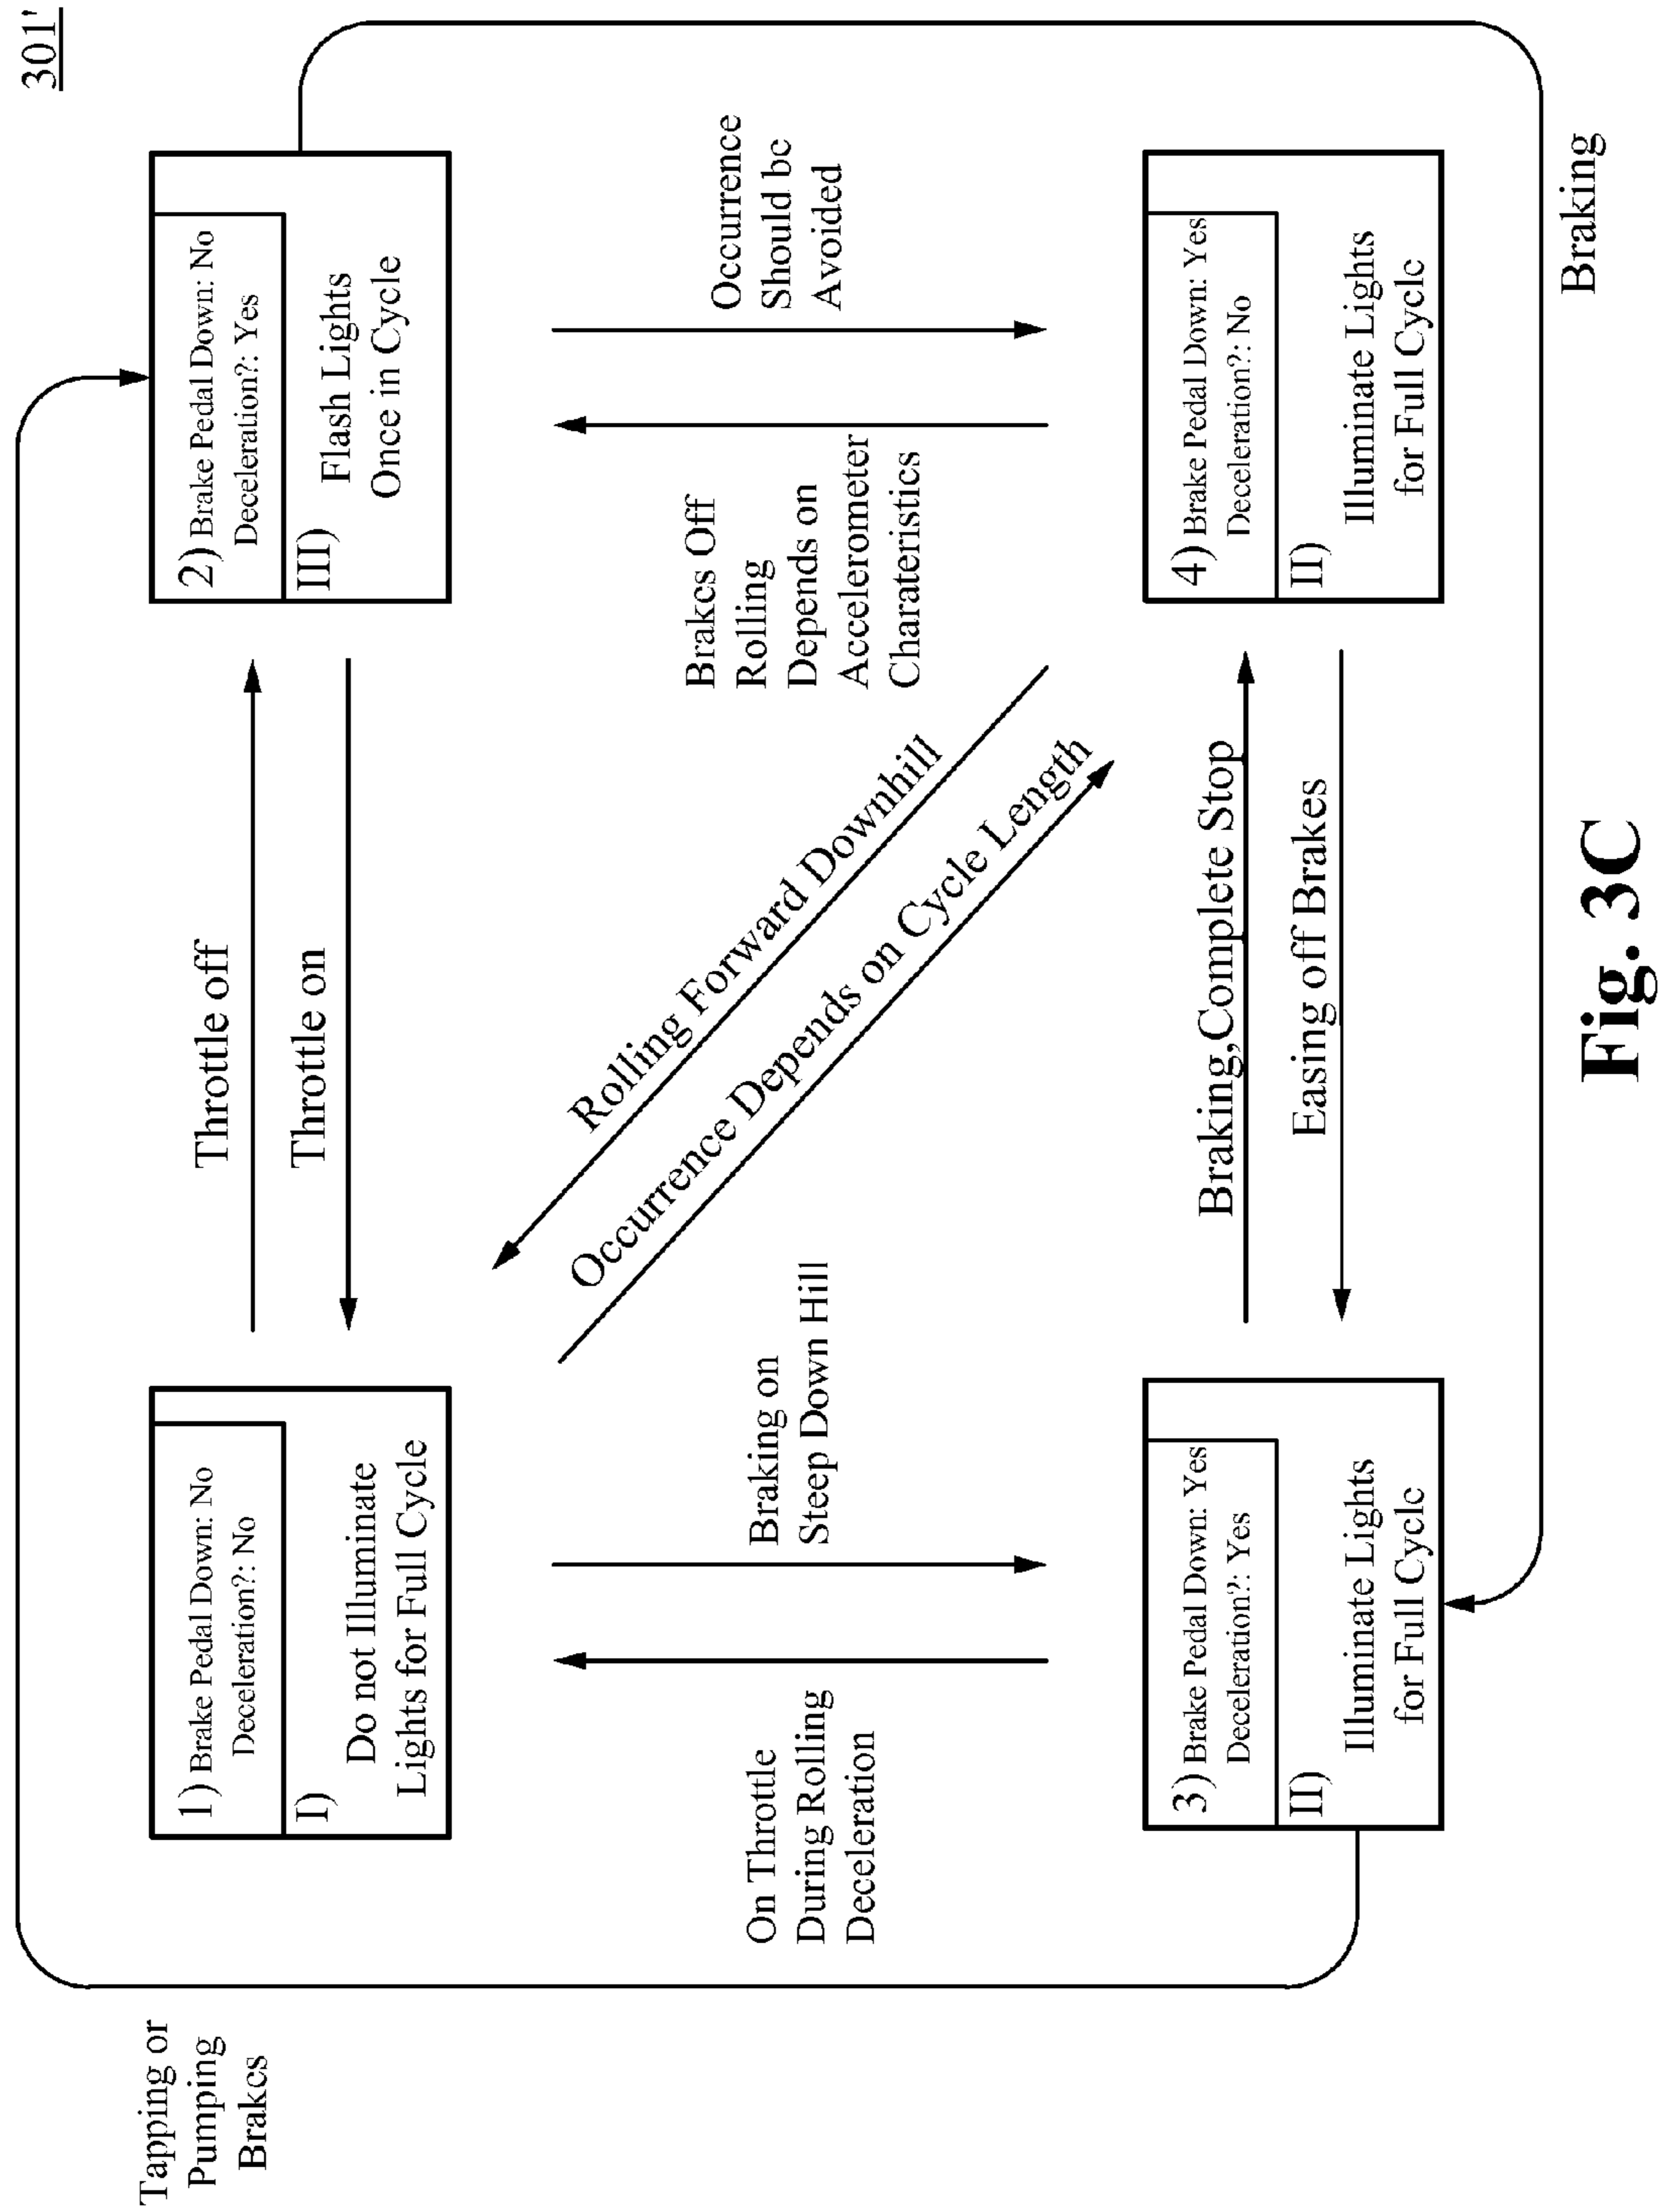 301'
Tapping or
Pumping
Brakes
1) Brake Pedal Down: No
Deceleration?: No
I)
Do not Illuminate
Lights for Full Cycle
Throttle off
Throttle on
2) Brake Pedal Down: No
Deceleration?: Yes
III)
Flash Lights
Once in Cycle
On Throttle
During Rolling
Deceleration
Braking on
Steep Down Hill
Rolling Forward Downhill
Occurrence Depends on Cycle Length
Brakes Off
Rolling
Depends on
Accelerometer
Charateristics
Occurrence
Should be
Avoided
3) Brake Pedal Down: Yes
Deceleration?: Yes
II)
Illuminate Lights
for Full Cycle
Braking,Complete Stop
Easing off Brakes
4) Brake Pedal Down: Yes
Deceleration?: No
II)
Illuminate Lights
for Full Cycle
Braking
Fig. 3C